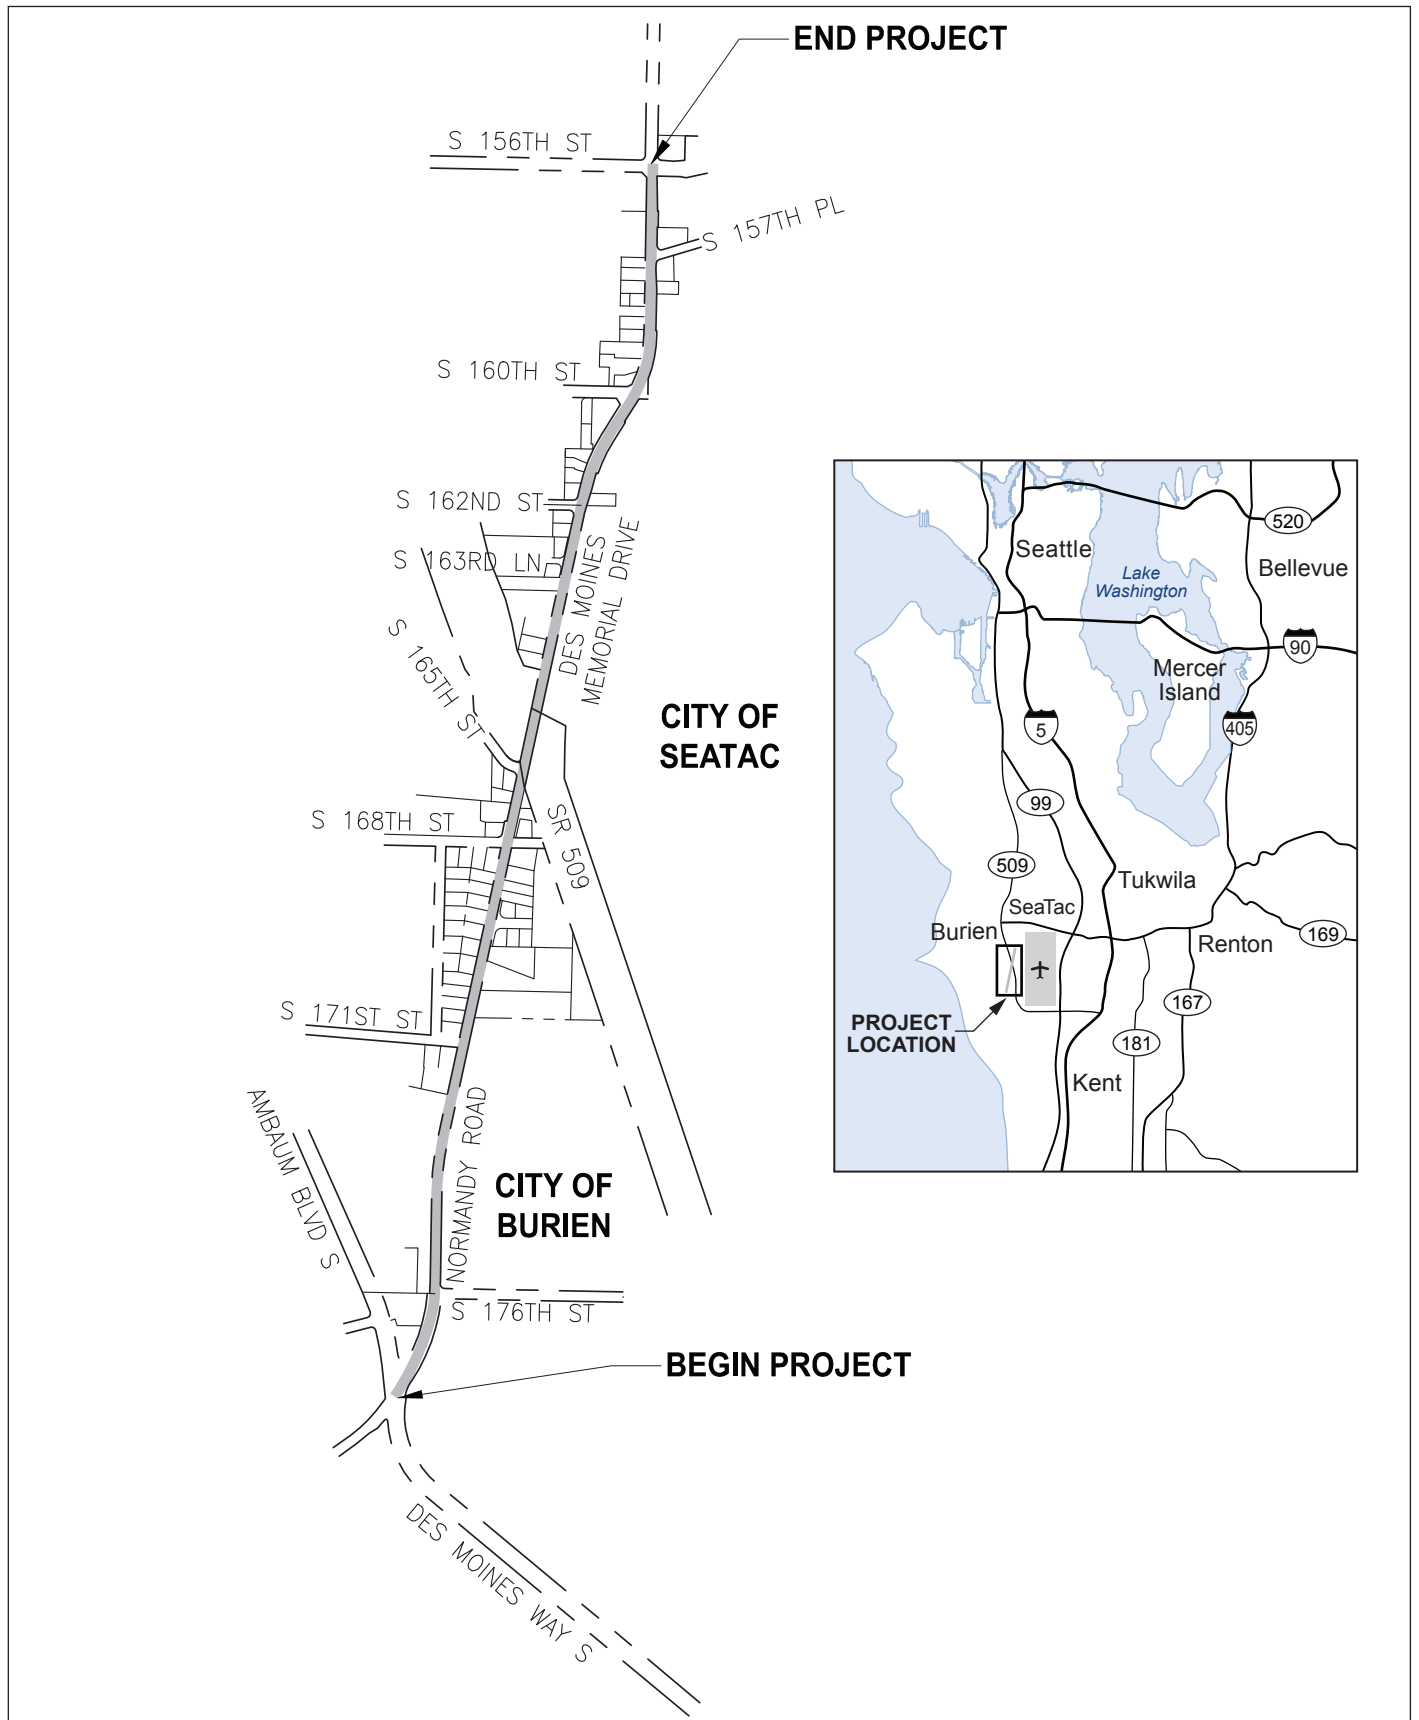 END PROJECT
S 156TH ST
S 157TH PL
S 160TH ST
S 162ND ST
S 163RD LN
DES MOINES
MEMORIAL DRIVE
S 165TH ST
CITY OF
SEATAC
S 168TH ST
SR 509
S 171ST ST
AMBAUM BLVD S
NORMANDY ROAD
CITY OF
BURIEN
S 176TH ST
BEGIN PROJECT
DES MOINES WAY S
520
Seattle
Bellevue
Lake
Washington
90
Mercer
Island
5
405
99
509
Tukwila
SeaTac
Burien
Renton
169
167
PROJECT
LOCATION
181
Kent